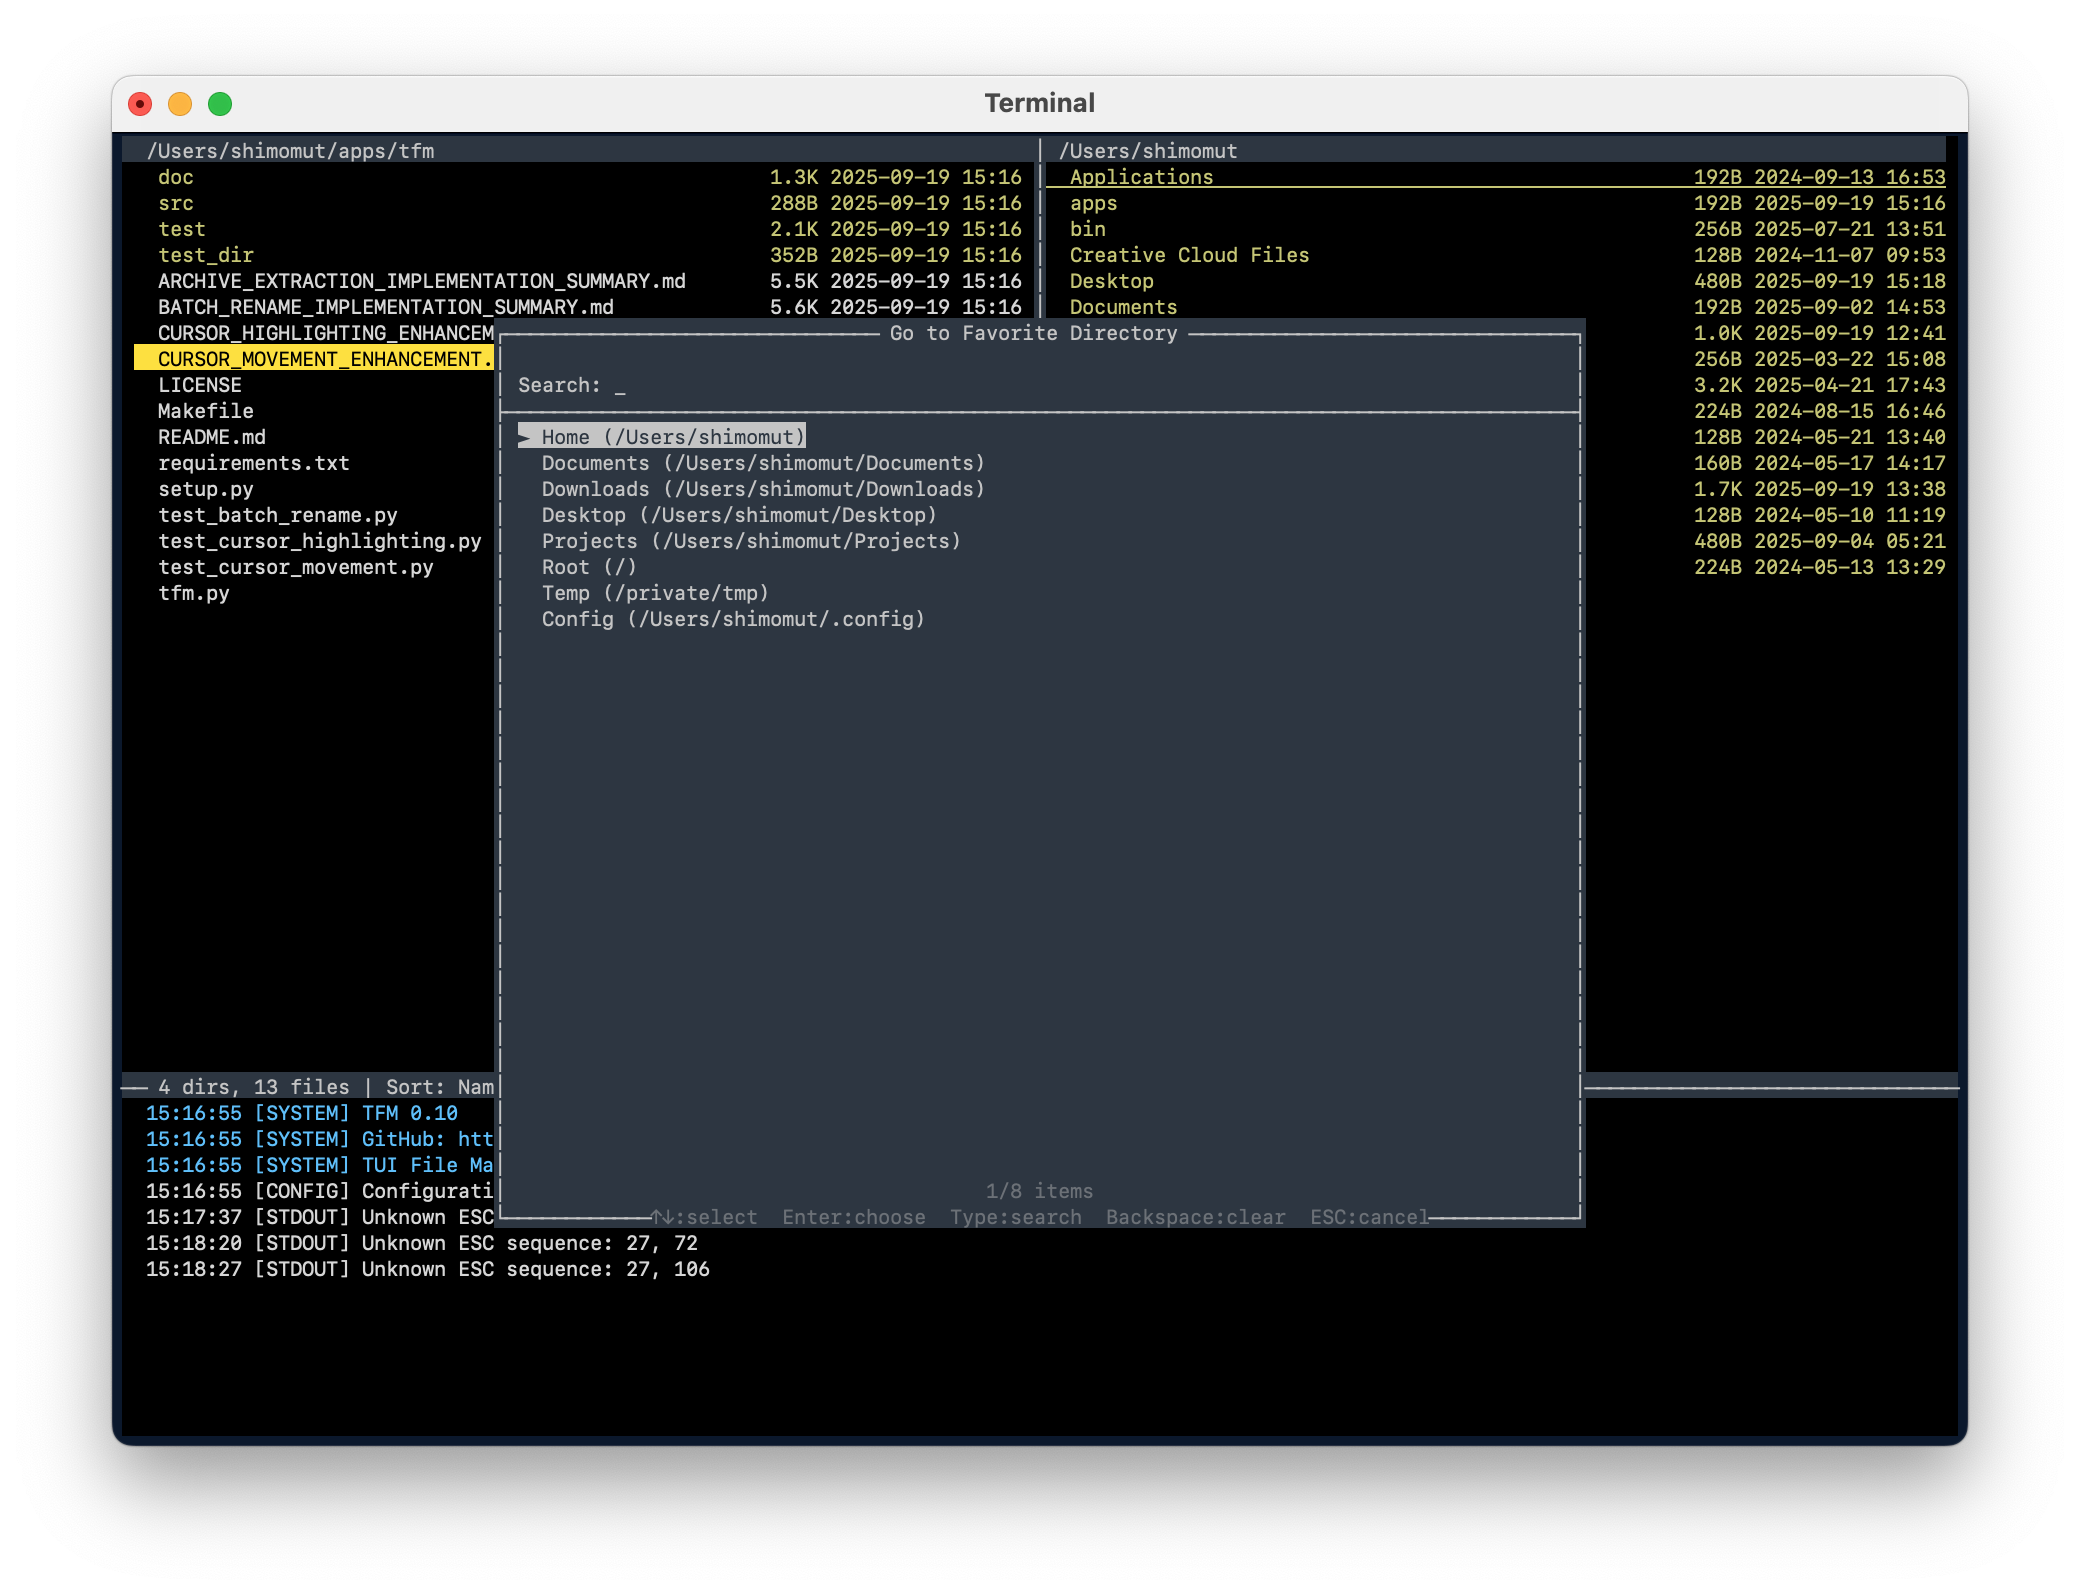 Terminal
/Users/shimomut/apps/tfm
doc 1.3K 2025-09-19 15:16
src 288B 2025-09-19 15:16
test 2.1K 2025-09-19 15:16
test_dir 352B 2025-09-19 15:16
ARCHIVE_EXTRACTION_IMPLEMENTATION_SUMMARY.md 5.5K 2025-09-19 15:16
BATCH_RENAME_IMPLEMENTATION_SUMMARY.md 5.6K 2025-09-19 15:16
CURSOR_HIGHLIGHTING_ENHANCEM
CURSOR_MOVEMENT_ENHANCEMENT.
LICENSE
Makefile
README.md
requirements.txt
setup.py
test_batch_rename.py
test_cursor_highlighting.py
test_cursor_movement.py
tfm.py
/Users/shimomut
Applications 192B 2024-09-13 16:53
apps 192B 2025-09-19 15:16
bin 256B 2025-07-21 13:51
Creative Cloud Files 128B 2024-11-07 09:53
Desktop 480B 2025-09-19 15:18
Documents 192B 2025-09-02 14:53
1.0K 2025-09-19 12:41
256B 2025-03-22 15:08
3.2K 2025-04-21 17:43
224B 2024-08-15 16:46
128B 2024-05-21 13:40
160B 2024-05-17 14:17
1.7K 2025-09-19 13:38
128B 2024-05-10 11:19
480B 2025-09-04 05:21
224B 2024-05-13 13:29
Go to Favorite Directory
Search: _
► Home (/Users/shimomut)
Documents (/Users/shimomut/Documents)
Downloads (/Users/shimomut/Downloads)
Desktop (/Users/shimomut/Desktop)
Projects (/Users/shimomut/Projects)
Root (/)
Temp (/private/tmp)
Config (/Users/shimomut/.config)
1/8 items
↑↓:select Enter:choose Type:search Backspace:clear ESC:cancel
4 dirs, 13 files | Sort: Nam
15:16:55 [SYSTEM] TFM 0.10
15:16:55 [SYSTEM] GitHub: htt
15:16:55 [SYSTEM] TUI File Ma
15:16:55 [CONFIG] Configurati
15:17:37 [STDOUT] Unknown ESC
15:18:20 [STDOUT] Unknown ESC sequence: 27, 72
15:18:27 [STDOUT] Unknown ESC sequence: 27, 106